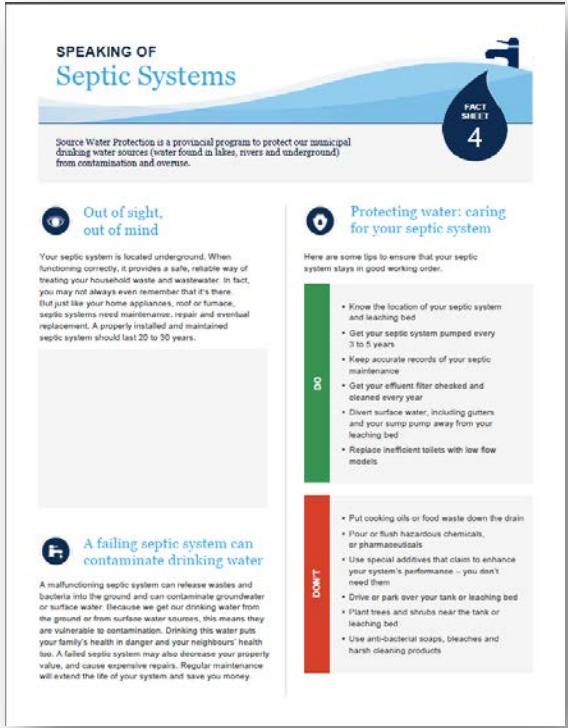 SPEAKING OF
Septic Systems
FACT
SHEET
4
Source Water Protection is a provincial program to protect our municipal
drinking water sources (water found in lakes, rivers and underground)
from contamination and overuse.
Out of sight,
out of mind
Your septic system is located underground. When
functioning correctly, it provides a safe, reliable way of
treating your household waste and wastewater. In fact,
you may not always even remember that it's there.
But just like your home appliances, roof or furnace,
septic systems need maintenance, repair and eventual
replacement. A properly installed and maintained
septic system should last 20 to 30 years.
A failing septic system can
contaminate drinking water
A malfunctioning septic system can release wastes and
bacteria into the ground and can contaminate groundwater
or surface water. Because we get our drinking water from
the ground or from surface water sources, this means they
are vulnerable to contamination. Drinking this water puts
your family's health in danger and your neighbours' health
too. A failed septic system may also decrease your property
value, and cause expensive repairs. Regular maintenance
will extend the life of your system and save you money.
Protecting water: caring
for your septic system
Here are some tips to ensure that your septic
system stays in good working order.
DO
• Know the location of your septic system
and leaching bed
• Get your septic system pumped every
3 to 5 years
• Keep accurate records of your septic
maintenance
• Get your effluent filter checked and
cleaned every year
• Divert surface water, including gutters
and your sump pump away from your
leaching bed
• Replace inefficient toilets with low flow
models
DON'T
• Put cooking oils or food waste down the drain
• Pour or flush hazardous chemicals,
or pharmaceuticals
• Use special additives that claim to enhance
your system's performance – you don't
need them
• Drive or park over your tank or leaching bed
• Plant trees and shrubs near the tank or
leaching bed
• Use anti-bacterial soaps, bleaches and
harsh cleaning products